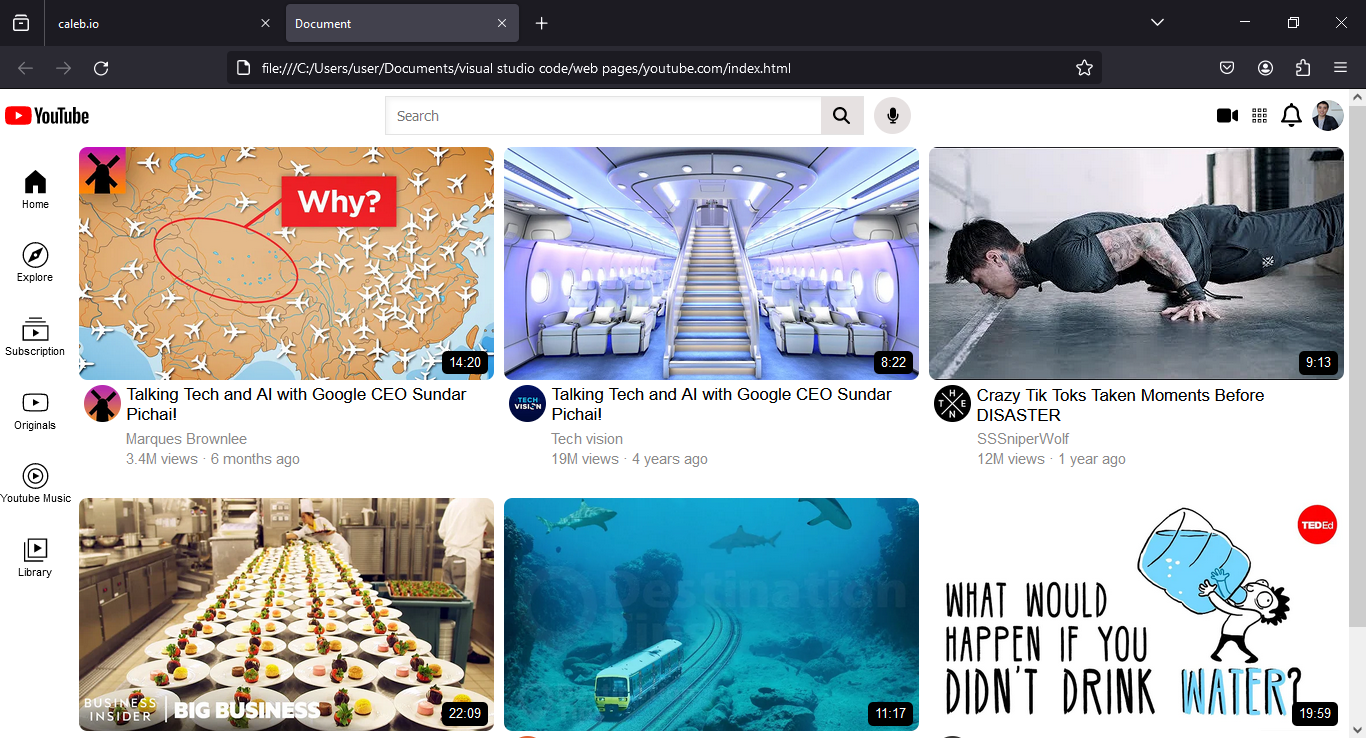 caleb.io
Document
file:///C:/Users/user/Documents/visual studio code/web pages/youtube.com/index.html
YouTube
Search
Home
Explore
Subscription
Originals
Youtube Music
Library
Why?
14:20
Talking Tech and AI with Google CEO Sundar
Pichai!
Marques Brownlee
3.4M views · 6 months ago
8:22
TECH
VISION
Talking Tech and AI with Google CEO Sundar
Pichai!
Tech vision
19M views · 4 years ago
9:13
THE
N
X
Crazy Tik Toks Taken Moments Before
DISASTER
SSSniperWolf
12M views · 1 year ago
BUSINESS
INSIDER
BIG BUSINESS
22:09
Destination
11:17
TEDEd
WHAT WOULD
HAPPEN IF YOU
DIDN'T DRINK WATER?
19:59